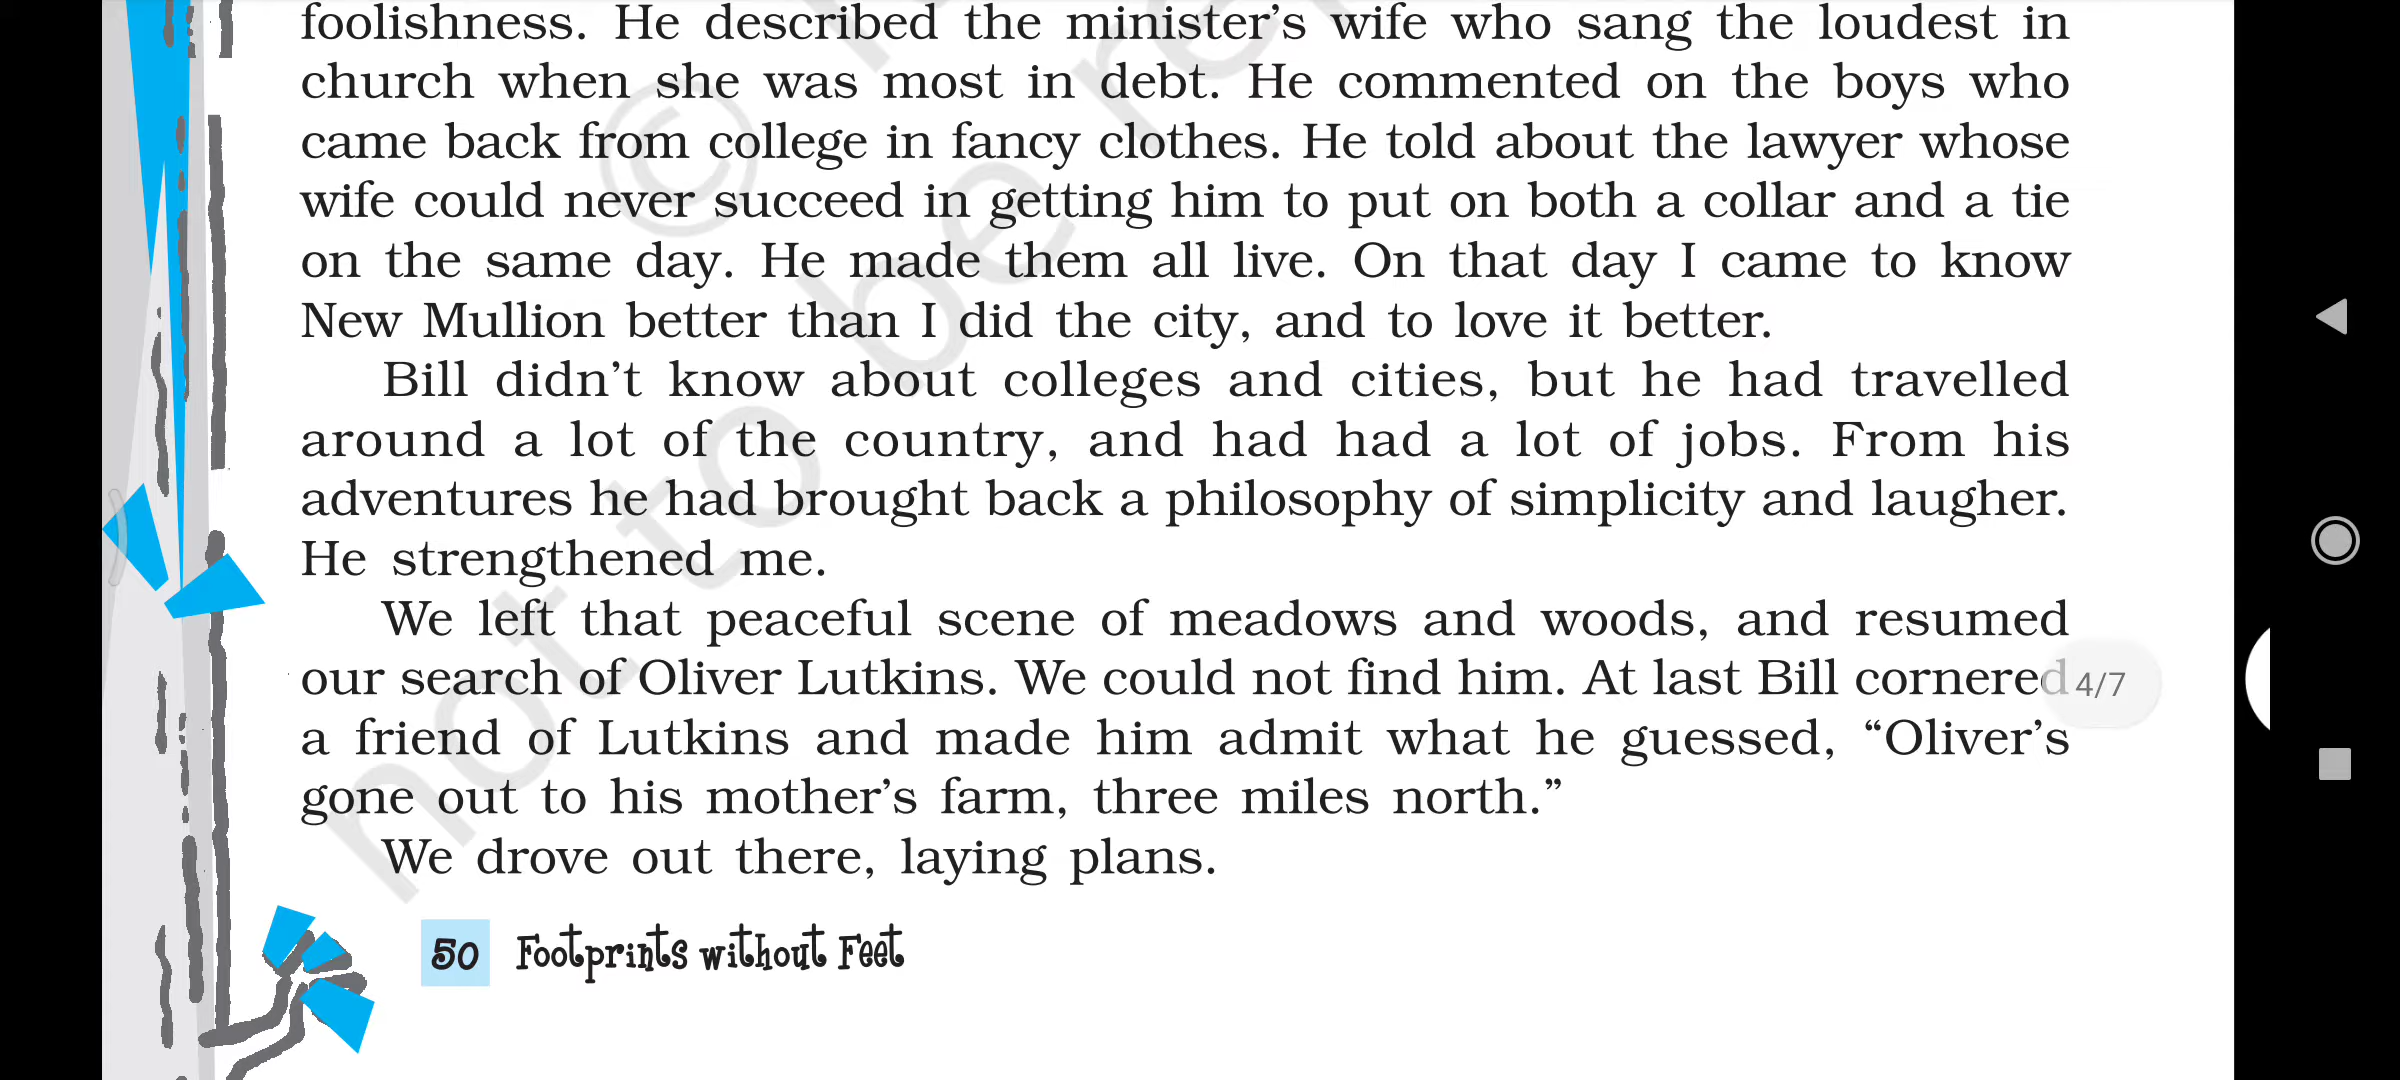 foolishness. He described the minister's wife who sang the loudest in
church when she was most in debt. He commented on the boys who
came back from college in fancy clothes. He told about the lawyer whose
wife could never succeed in getting him to put on both a collar and a tie
on the same day. He made them all live. On that day I came to know
New Mullion better than I did the city, and to love it better.
Bill didn't know about colleges and cities, but he had travelled
around a lot of the country, and had had a lot of jobs. From his
adventures he had brought back a philosophy of simplicity and laugher.
He strengthened me.
We left that peaceful scene of meadows and woods, and resumed
our search of Oliver Lutkins. We could not find him. At last Bill cornered
4/7
a friend of Lutkins and made him admit what he guessed, “Oliver's
gone out to his mother's farm, three miles north.”
We drove out there, laying plans.
50 Footprints without Feet
©
not to be re